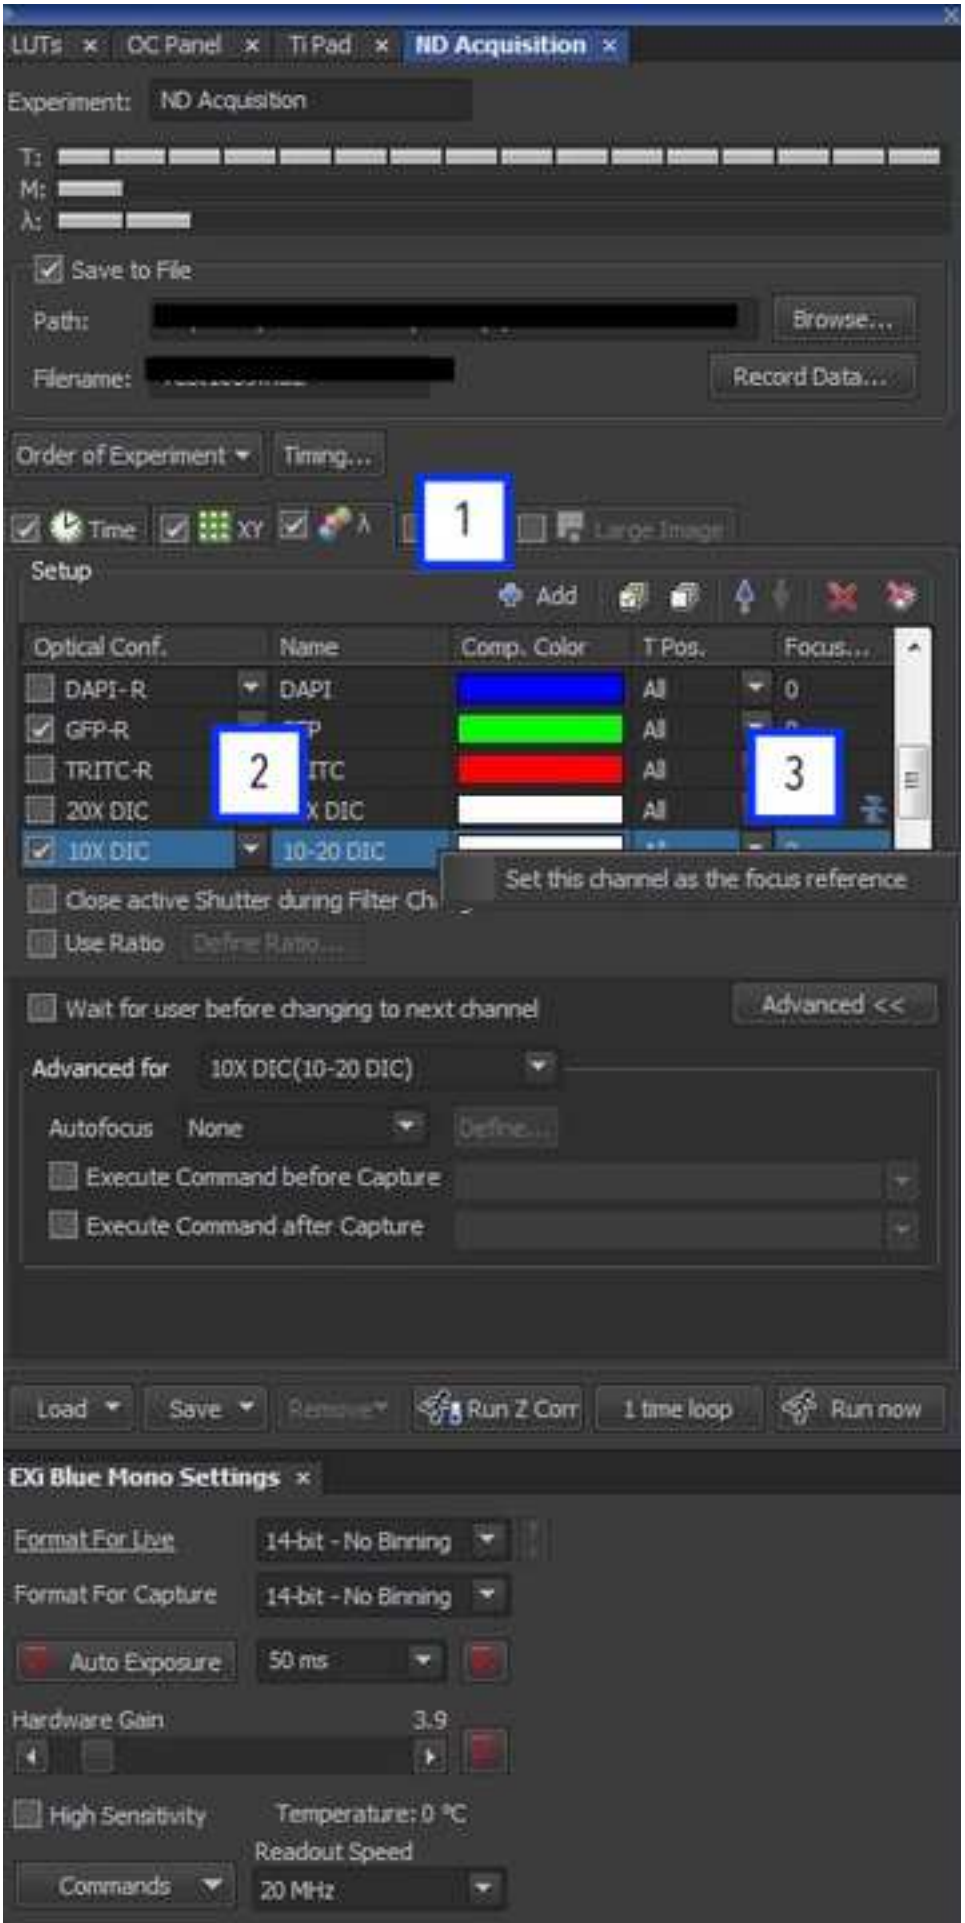 LUTs × OC Panel × Ti Pad × ND Acquisition ×
Experiment: ND Acquisition
T:
M:
λ:
Save to File
Path: Browse...
Filename: Record Data...
Order of Experiment Timing...
Time XY λ 1 Large Image
Setup
Add
Optical Conf. Name Comp. Color T Pos. Focus...
DAPI-R DAPI All 0
GFP-R All
TRITC-R 2 All 3
20X DIC DIC All
10X DIC 10-20 DIC
Set this channel as the focus reference
Close active Shutter during Filter
Use Ratio Define Ratio...
Wait for user before changing to next channel Advanced <<
Advanced for 10X DIC(10-20 DIC)
Autofocus None Define...
Execute Command before Capture
Execute Command after Capture
Load Save Remove Run Z Corr 1 time loop Run now
EXi Blue Mono Settings ×
Format For Live 14-bit - No Binning
Format For Capture 14-bit - No Binning
Auto Exposure 50 ms
Hardware Gain 3.9
High Sensitivity Temperature: 0 °C
Readout Speed
Commands 20 MHz